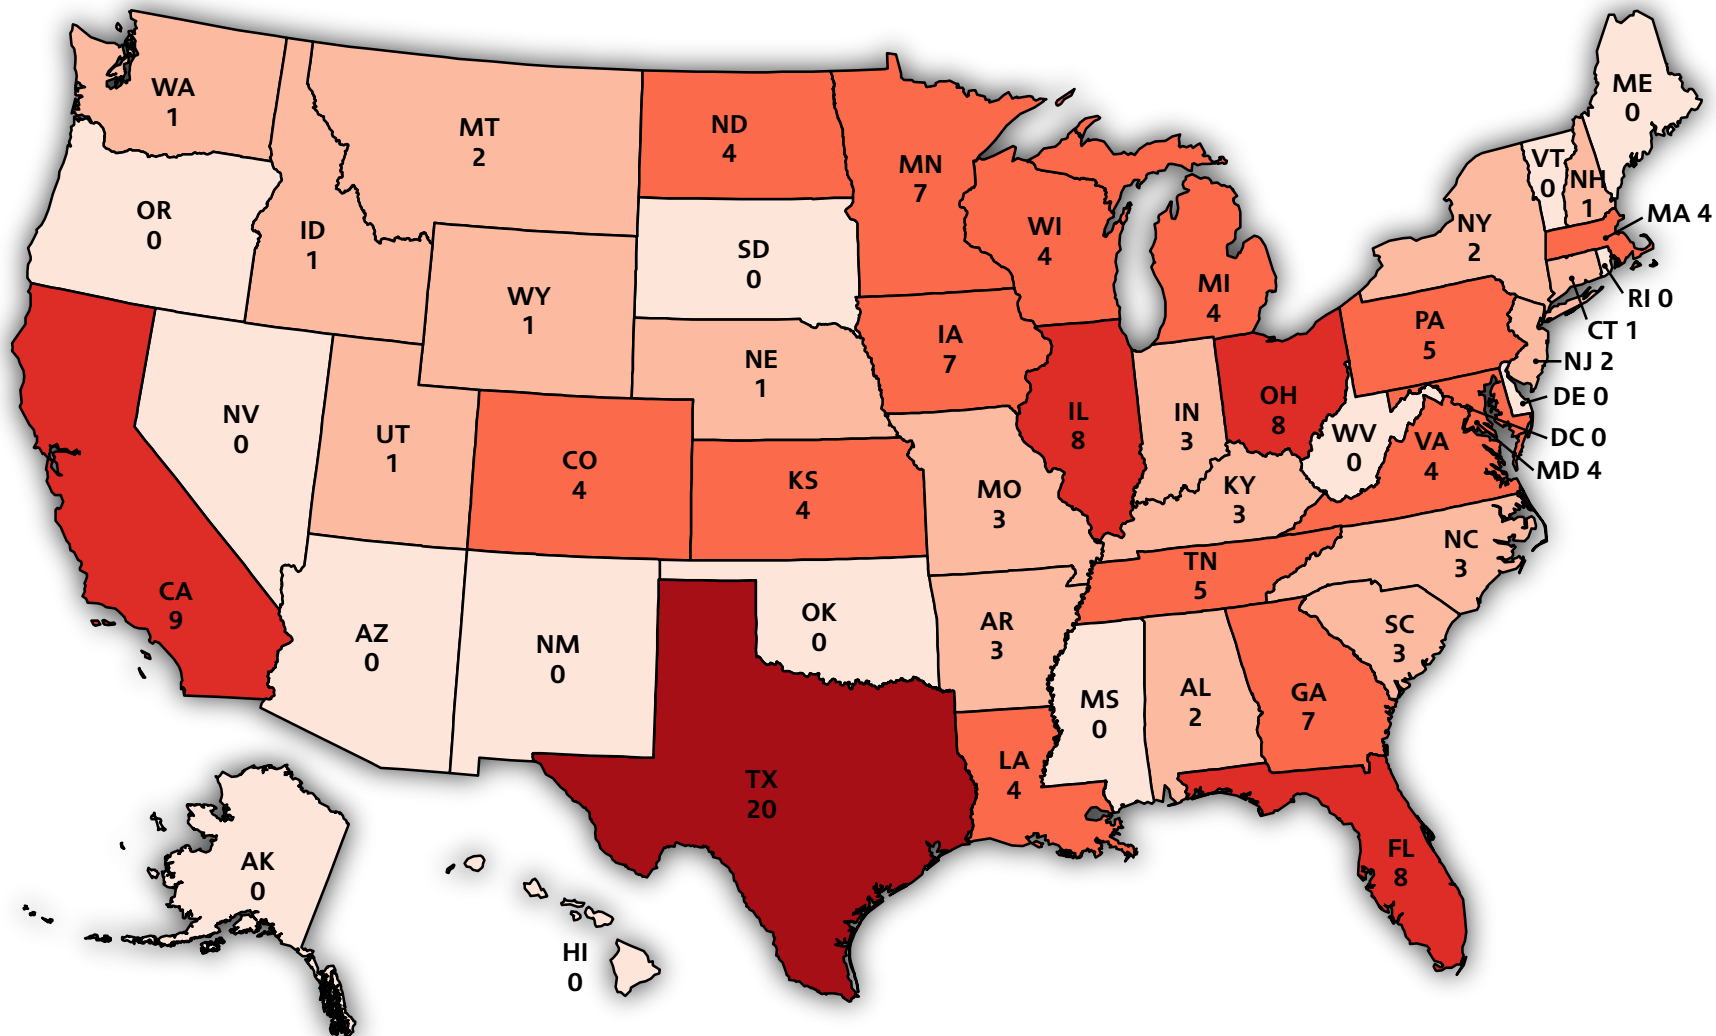 WA
1
OR
0
CA
9
NV
0
ID
1
MT
2
WY
1
UT
1
AZ
0
CO
4
NM
0
ND
4
SD
0
NE
1
KS
4
OK
0
TX
20
MN
7
IA
7
MO
3
AR
3
LA
4
WI
4
IL
8
MS
0
MI
4
IN
3
OH
8
KY
3
TN
5
AL
2
GA
7
FL
8
SC
3
NC
3
VA
4
WV
0
PA
5
NY
2
VT
0
NH
1
ME
0
MA 4
RI 0
CT 1
NJ 2
DE 0
DC 0
MD 4
AK
0
HI
0